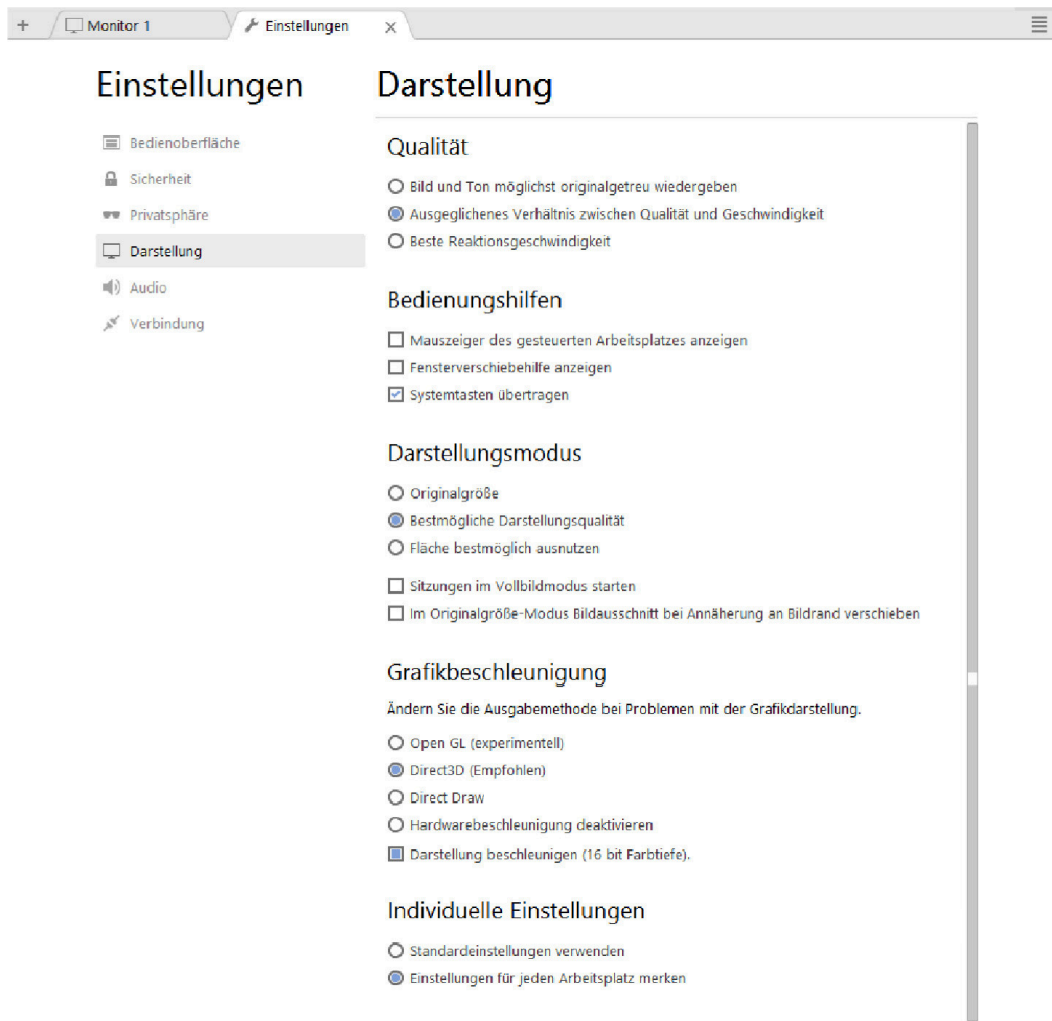 + Monitor 1 Einstellungen X
Einstellungen
Bedienoberfläche
Sicherheit
Privatsphäre
Darstellung
Audio
Verbindung
Darstellung
Qualität
Bild und Ton möglichst originalgetreu wiedergeben
Ausgeglichenes Verhältnis zwischen Qualität und Geschwindigkeit
Beste Reaktionsgeschwindigkeit
Bedienungshilfen
Mauszeiger des gesteuerten Arbeitsplatzes anzeigen
Fensterverschiebehilfe anzeigen
Systemtasten übertragen
Darstellungsmodus
Originalgröße
Bestmögliche Darstellungsqualität
Fläche bestmöglich ausnutzen
Sitzungen im Vollbildmodus starten
Im Originalgröße-Modus Bildausschnitt bei Annäherung an Bildrand verschieben
Grafikbeschleunigung
Ändern Sie die Ausgabemethode bei Problemen mit der Grafikdarstellung.
Open GL (experimentell)
Direct3D (Empfohlen)
Direct Draw
Hardwarebeschleunigung deaktivieren
Darstellung beschleunigen (16 bit Farbtiefe).
Individuelle Einstellungen
Standardeinstellungen verwenden
Einstellungen für jeden Arbeitsplatz merken